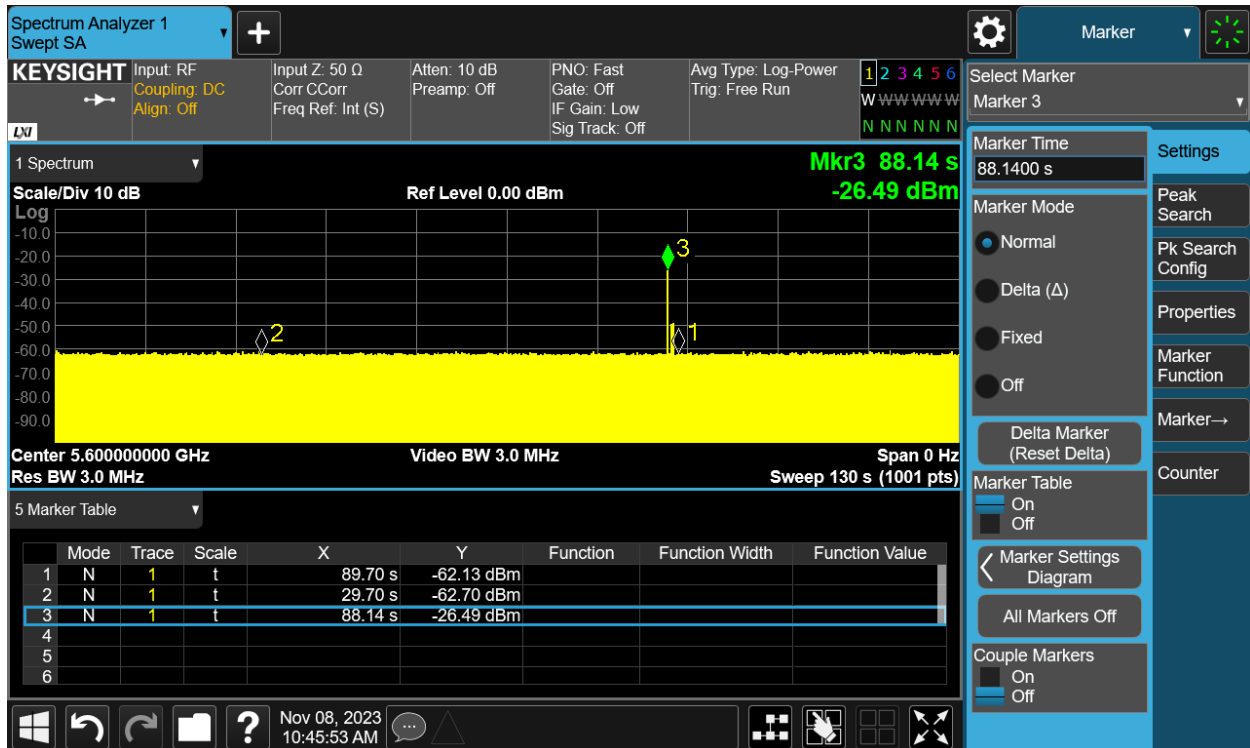 Spectrum Analyzer 1
Swept SA
+
Marker
KEYSIGHT
LXI
Input: RF
Coupling: DC
Align: Off
Input Z: 50 Ω
Corr CCorr
Freq Ref: Int (S)
Atten: 10 dB
Preamp: Off
PNO: Fast
Gate: Off
IF Gain: Low
Sig Track: Off
Avg Type: Log-Power
Trig: Free Run
1 2 3 4 5 6
W W W W W W
N N N N N N
Select Marker
Marker 3
1 Spectrum
Mkr3 88.14 s
Scale/Div 10 dB
Ref Level 0.00 dBm
-26.49 dBm
Log
-10.0
-20.0
-30.0
-40.0
-50.0
-60.0
-70.0
-80.0
-90.0
3
2
1
Center 5.600000000 GHz
Video BW 3.0 MHz
Span 0 Hz
Res BW 3.0 MHz
Sweep 130 s (1001 pts)
5 Marker Table
Mode Trace Scale X Y Function Function Width Function Value
1 N 1 t 89.70 s -62.13 dBm
2 N 1 t 29.70 s -62.70 dBm
3 N 1 t 88.14 s -26.49 dBm
4
5
6
Marker Time
88.1400 s
Marker Mode
Normal
Delta (Δ)
Fixed
Off
Delta Marker
(Reset Delta)
Marker Table
On
Off
Marker Settings
Diagram
All Markers Off
Couple Markers
On
Off
Settings
Peak
Search
Pk Search
Config
Properties
Marker
Function
Marker→
Counter
?
Nov 08, 2023
10:45:53 AM